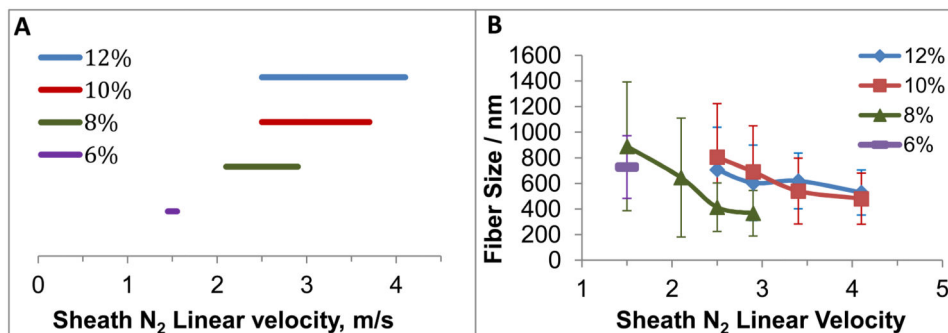 A
12%
10%
8%
6%
0 1 2 3 4
Sheath N₂ Linear velocity, m/s
B
Fiber Size / nm
1600
1400
1200
1000
800
600
400
200
0
12%
10%
8%
6%
1 2 3 4 5
Sheath N₂ Linear Velocity